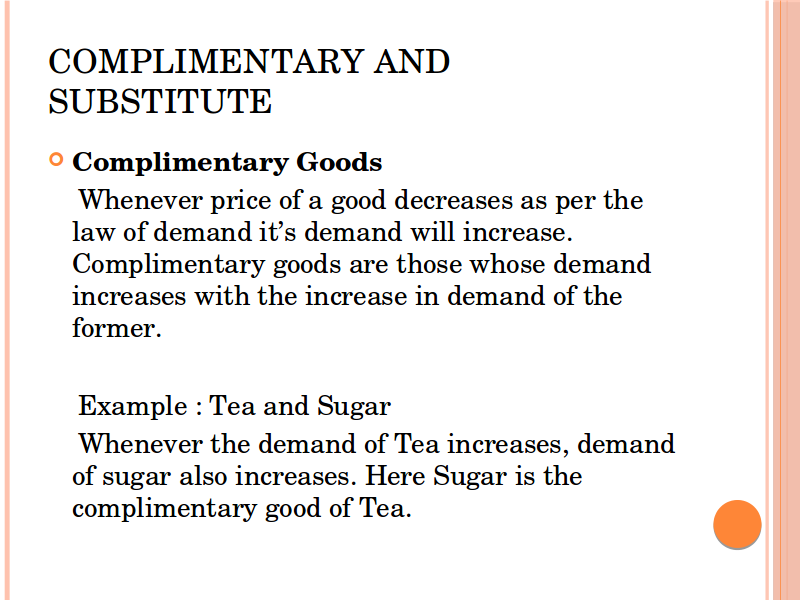 COMPLIMENTARY AND
SUBSTITUTE
Complimentary Goods
Whenever price of a good decreases as per the
law of demand it’s demand will increase.
Complimentary goods are those whose demand
increases with the increase in demand of the
former.
Example : Tea and Sugar
Whenever the demand of Tea increases, demand
of sugar also increases. Here Sugar is the
complimentary good of Tea.